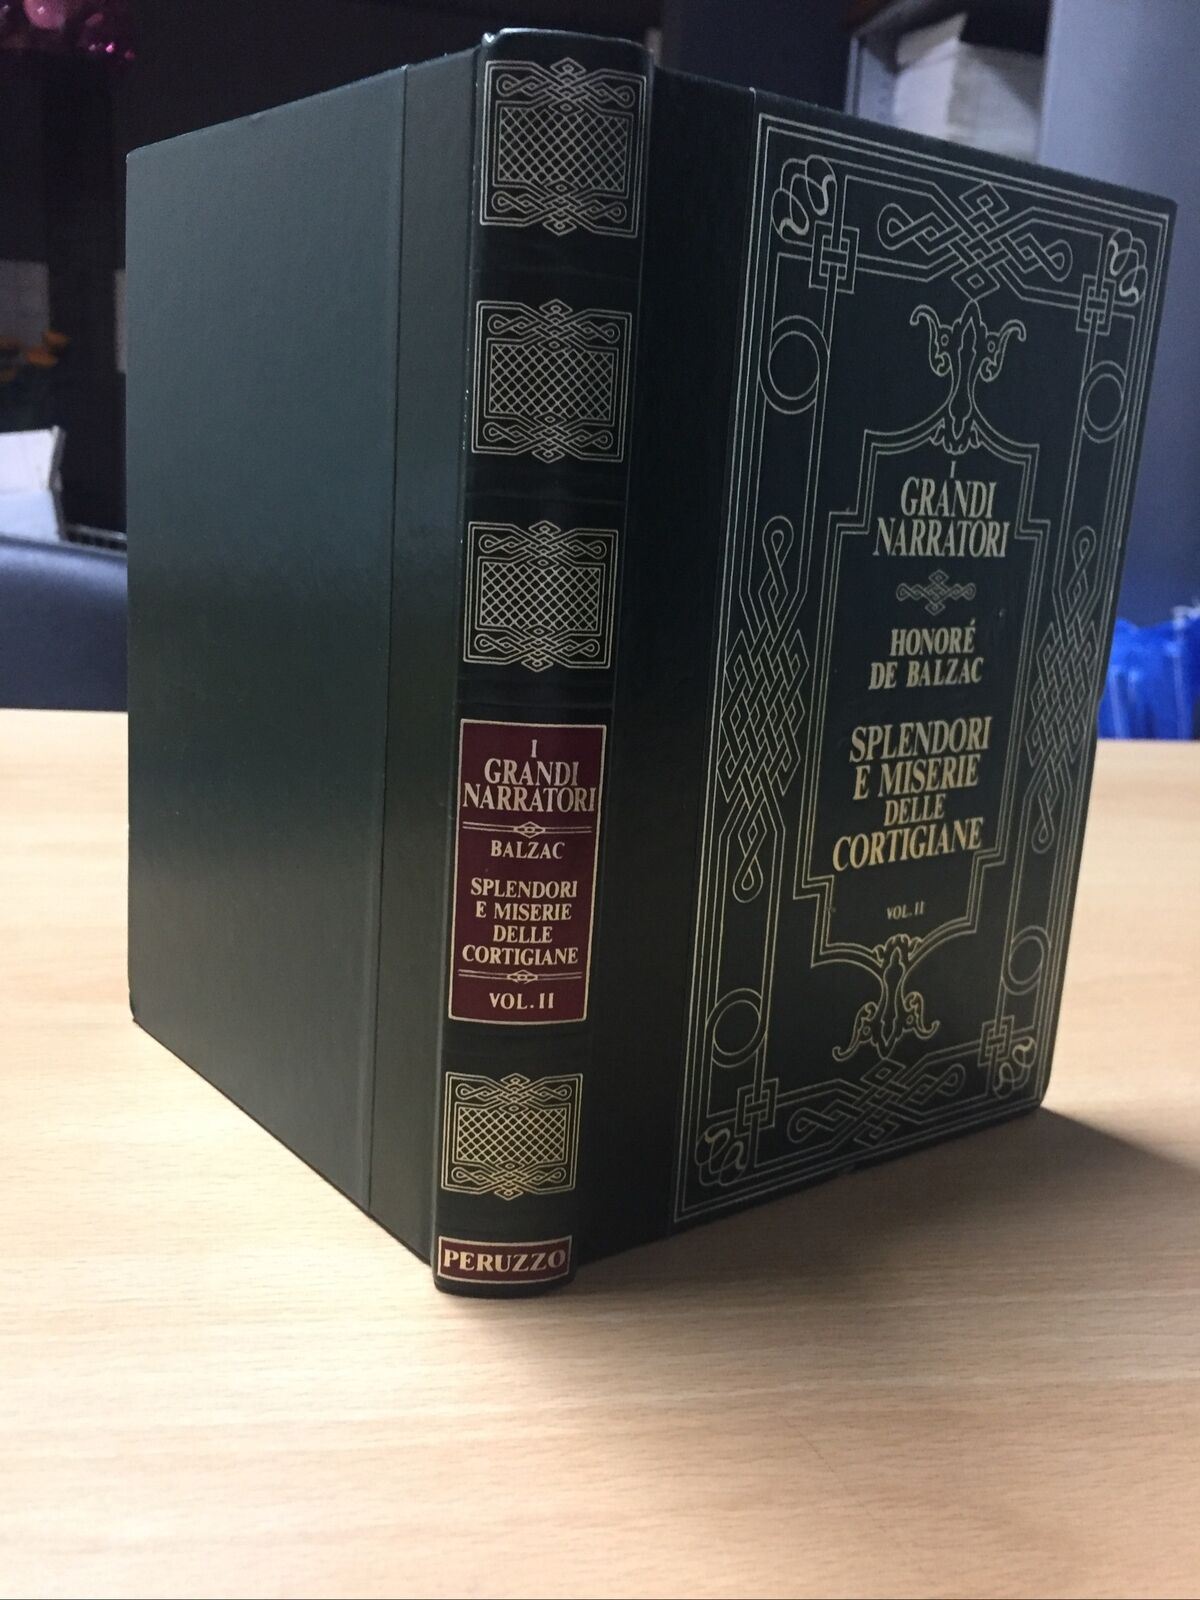 I
GRANDI
NARRATORI
BALZAC
SPLENDORI
E MISERIE
DELLE
CORTIGIANE
VOL. II
PERUZZO
I
GRANDI
NARRATORI
HONORÉ
DE BALZAC
SPLENDORI
E MISERIE
DELLE
CORTIGIANE
VOL. II